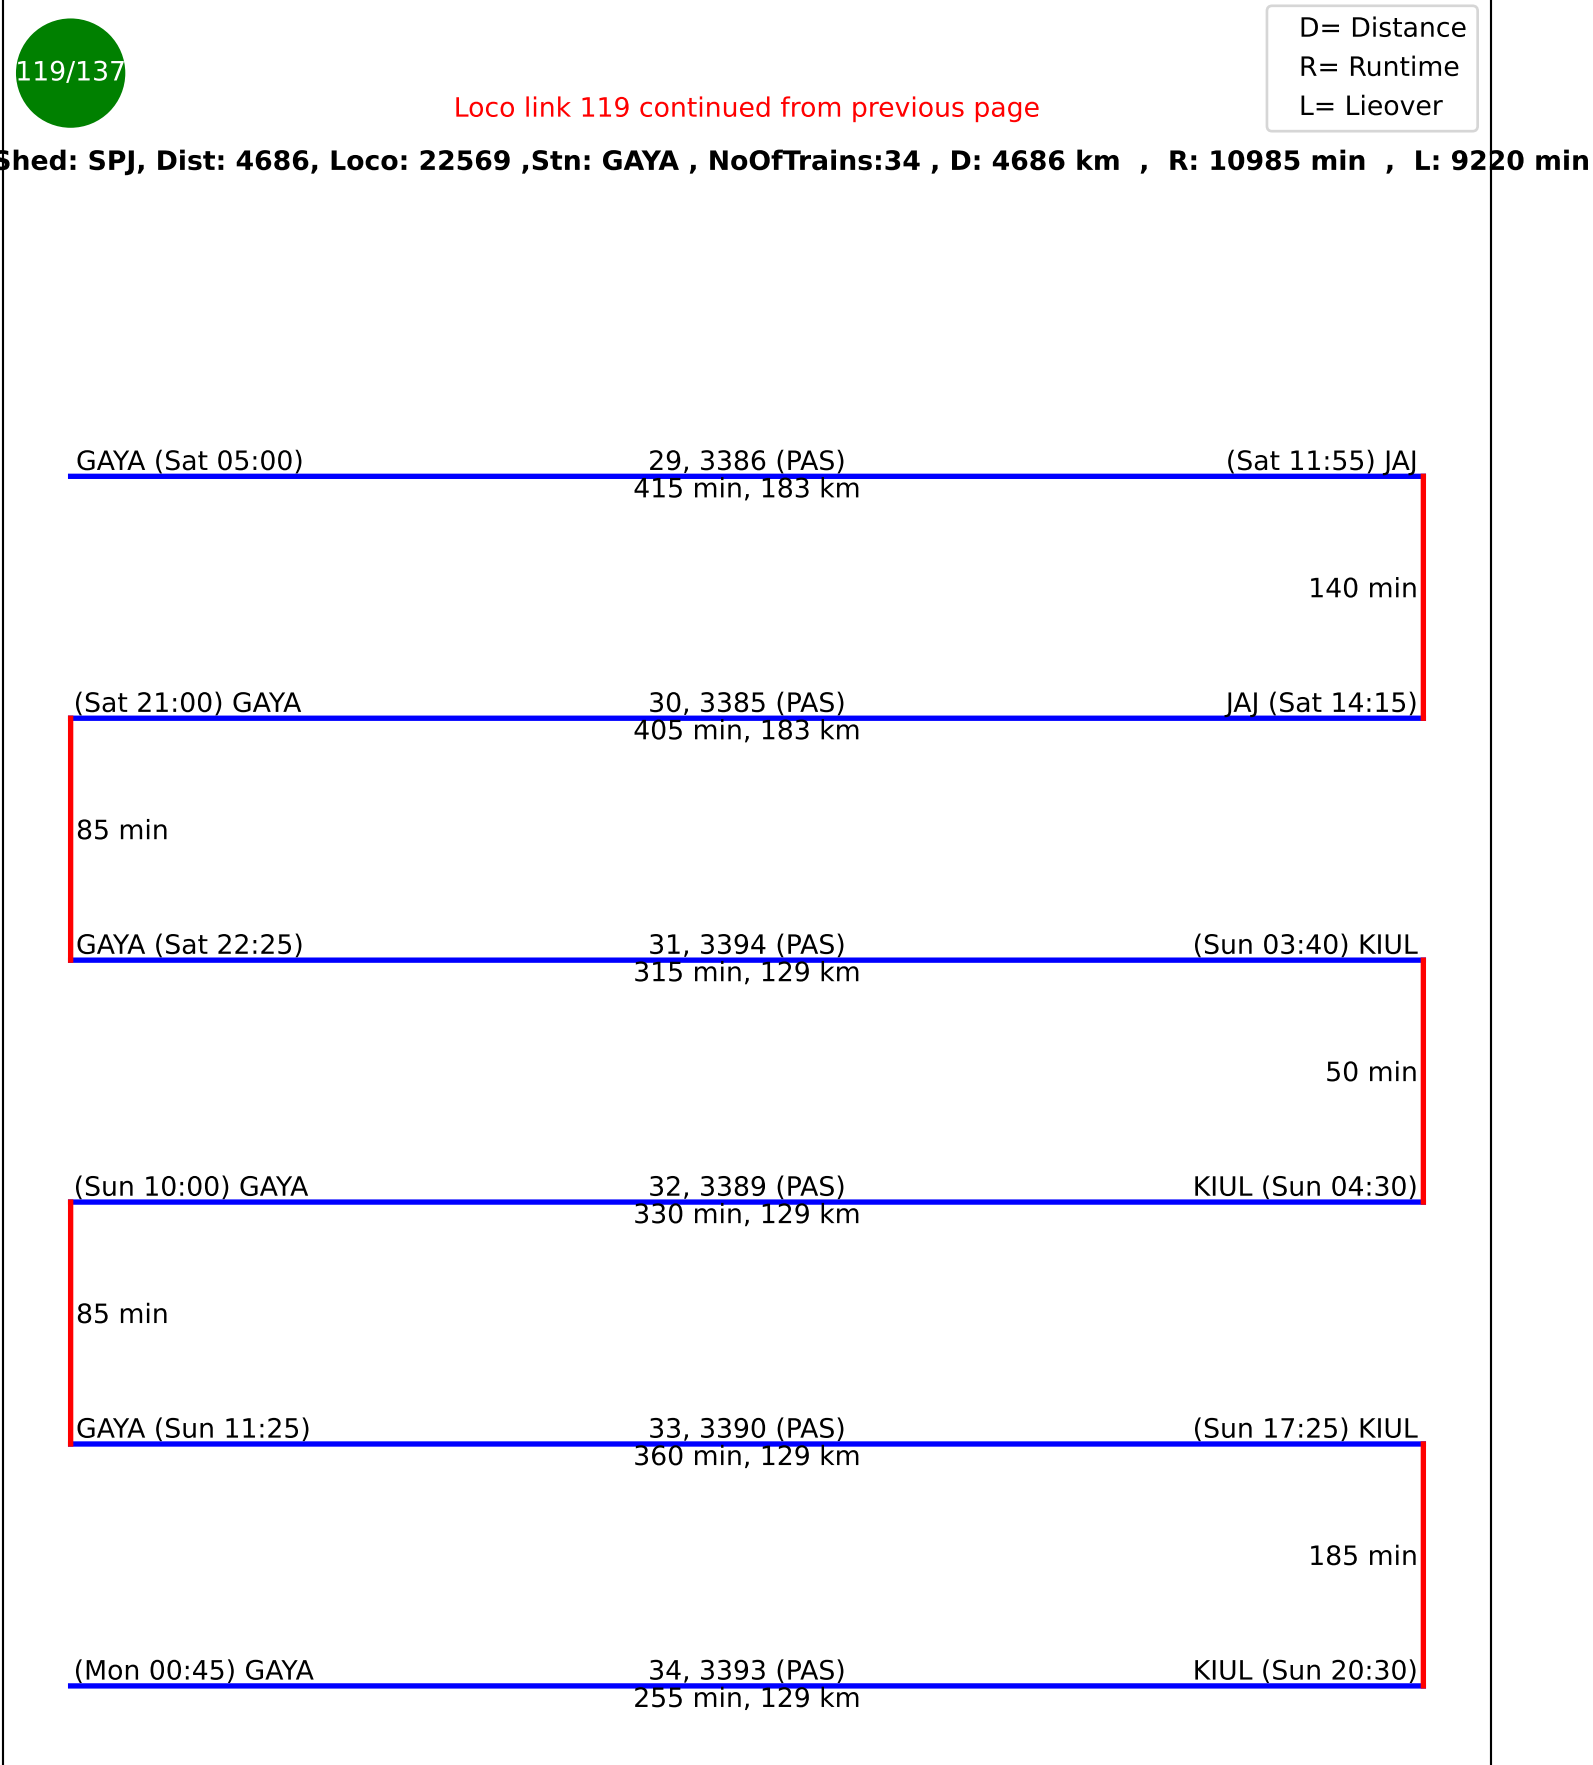 119/137
D= Distance
R= Runtime
L= Lieover
Loco link 119 continued from previous page
Shed: SPJ, Dist: 4686, Loco: 22569 ,Stn: GAYA , NoOfTrains:34 , D: 4686 km , R: 10985 min , L: 9220 min
GAYA (Sat 05:00) 29, 3386 (PAS) (Sat 11:55) JAJ
415 min, 183 km
140 min
(Sat 21:00) GAYA 30, 3385 (PAS) JAJ (Sat 14:15)
405 min, 183 km
85 min
GAYA (Sat 22:25) 31, 3394 (PAS) (Sun 03:40) KIUL
315 min, 129 km
50 min
(Sun 10:00) GAYA 32, 3389 (PAS) KIUL (Sun 04:30)
330 min, 129 km
85 min
GAYA (Sun 11:25) 33, 3390 (PAS) (Sun 17:25) KIUL
360 min, 129 km
185 min
(Mon 00:45) GAYA 34, 3393 (PAS) KIUL (Sun 20:30)
255 min, 129 km